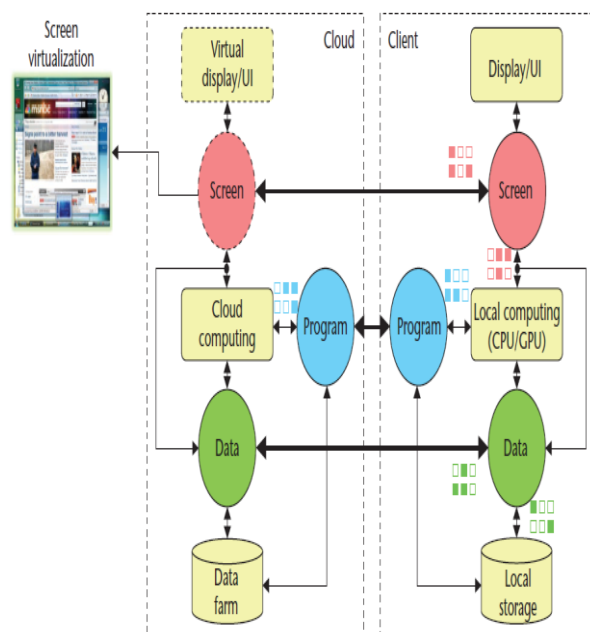 Screen
virtualization
Virtual
display/UI
Cloud
Client
Display/UI
Screen
Screen
Cloud
computing
Program
Program
Local computing
(CPU/GPU)
Data
Data
Data
farm
Local
storage